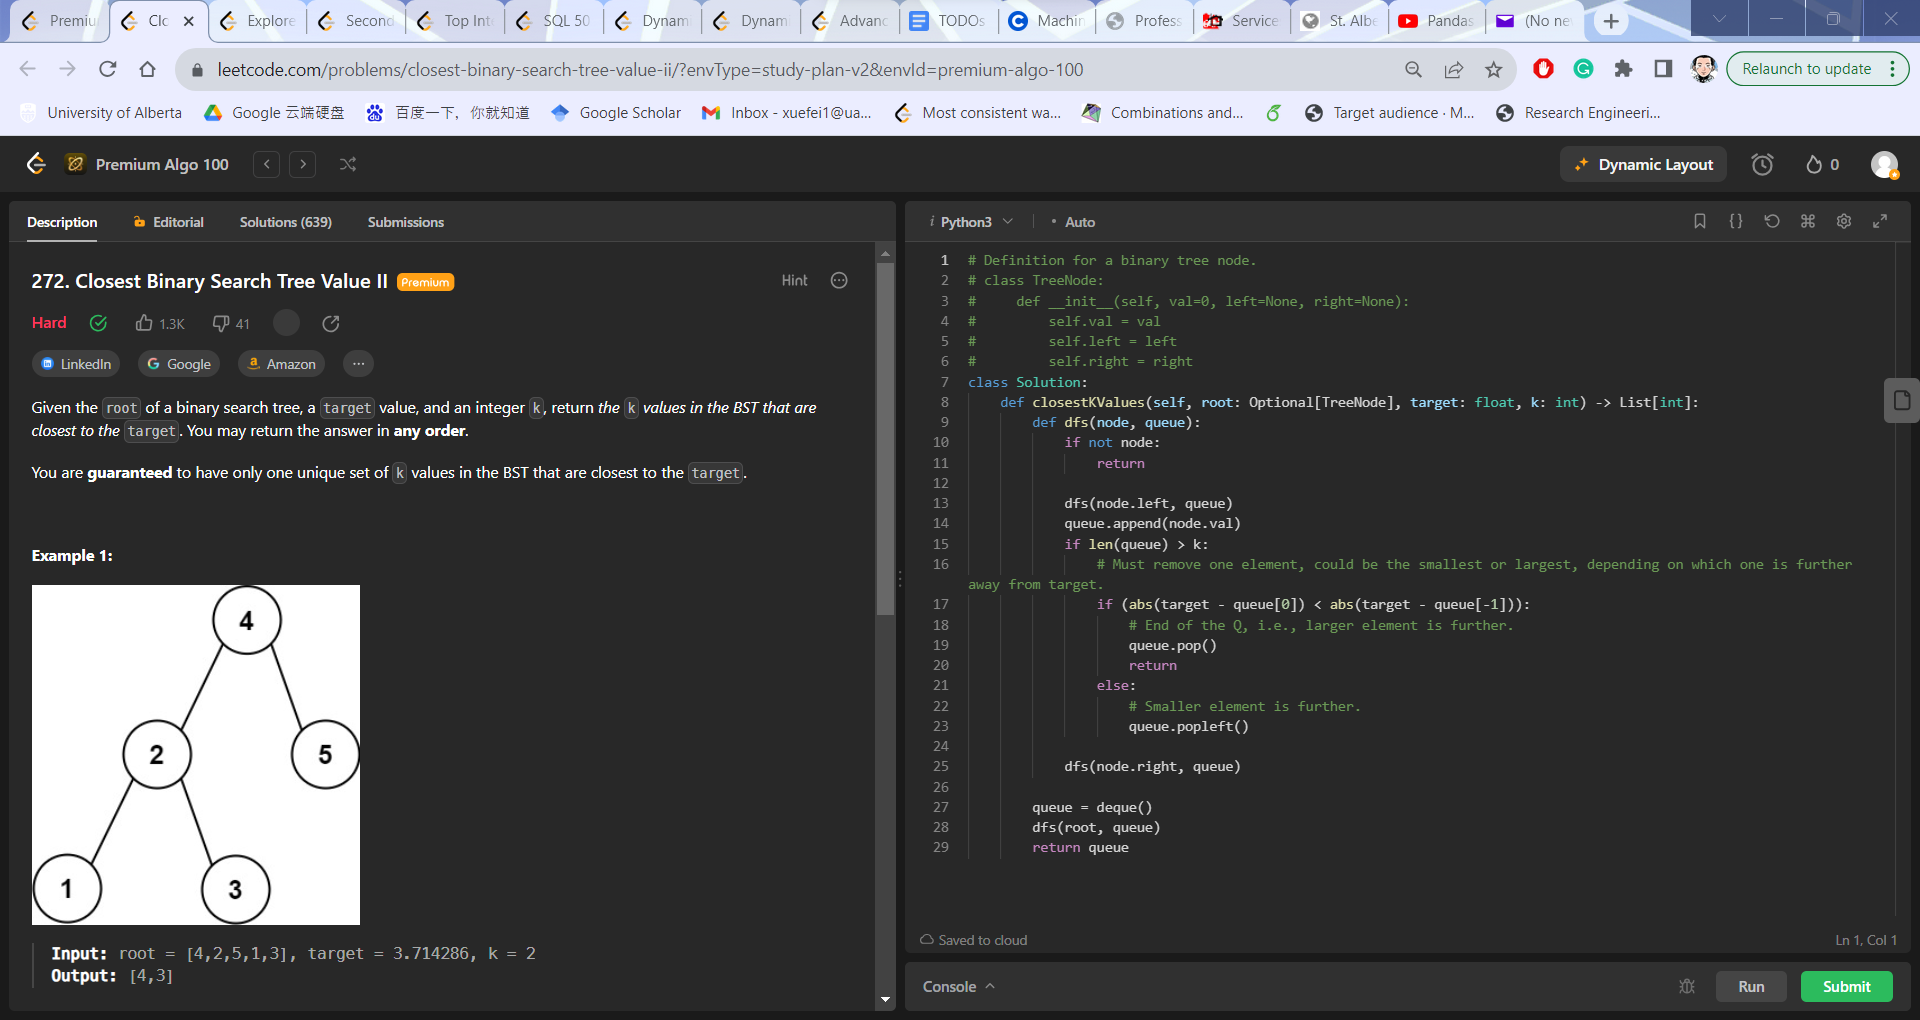 Premiu
Clo
Explore
Second
Top Int
SQL 50
Dynam
Dynam
Advanc
TODOs
Machin
Profess
Service
St. Albe
Pandas
(No ne
leetcode.com/problems/closest-binary-search-tree-value-ii/?envType=study-plan-v2&envId=premium-algo-100
Relaunch to update
University of Alberta
Google 云端硬盘
百度一下，你就知道
Google Scholar
Inbox - xuefei1@ua...
Most consistent wa...
Combinations and...
Target audience · M...
Research Engineeri...
Premium Algo 100
Dynamic Layout
0
Description
Editorial
Solutions (639)
Submissions
272. Closest Binary Search Tree Value II Premium
Hint
Hard
1.3K
41
LinkedIn
Google
Amazon
Given the root of a binary search tree, a target value, and an integer k, return the k values in the BST that are
closest to the target. You may return the answer in any order.
You are guaranteed to have only one unique set of k values in the BST that are closest to the target.
Example 1:
4
2
5
1
3
Input: root = [4,2,5,1,3], target = 3.714286, k = 2
Output: [4,3]
i Python3
• Auto
1 # Definition for a binary tree node.
2 # class TreeNode:
3 #     def __init__(self, val=0, left=None, right=None):
4 #         self.val = val
5 #         self.left = left
6 #         self.right = right
7 class Solution:
8     def closestKValues(self, root: Optional[TreeNode], target: float, k: int) -> List[int]:
9         def dfs(node, queue):
10             if not node:
11                 return
12
13             dfs(node.left, queue)
14             queue.append(node.val)
15             if len(queue) > k:
16                 # Must remove one element, could be the smallest or largest, depending on which one is further
away from target.
17                 if (abs(target - queue[0]) < abs(target - queue[-1])):
18                     # End of the Q, i.e., larger element is further.
19                     queue.pop()
20                     return
21                 else:
22                     # Smaller element is further.
23                     queue.popleft()
24
25             dfs(node.right, queue)
26
27         queue = deque()
28         dfs(root, queue)
29         return queue
Saved to cloud
Ln 1, Col 1
Console
Run
Submit